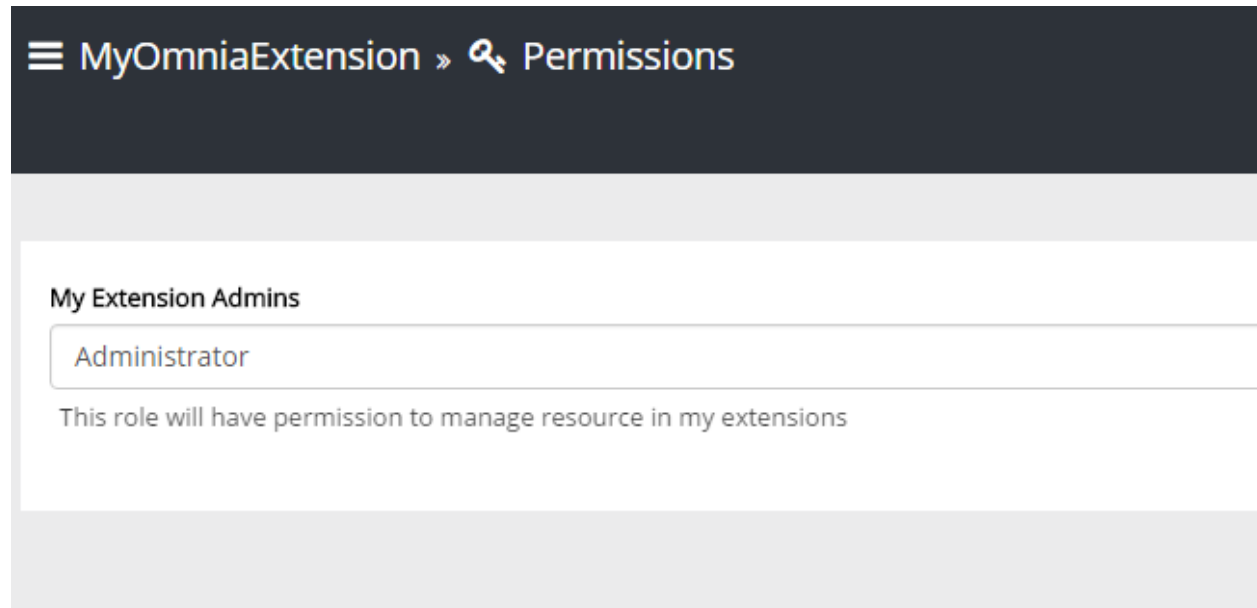 MyOmniaExtension » Permissions
My Extension Admins
Administrator
This role will have permission to manage resource in my extensions